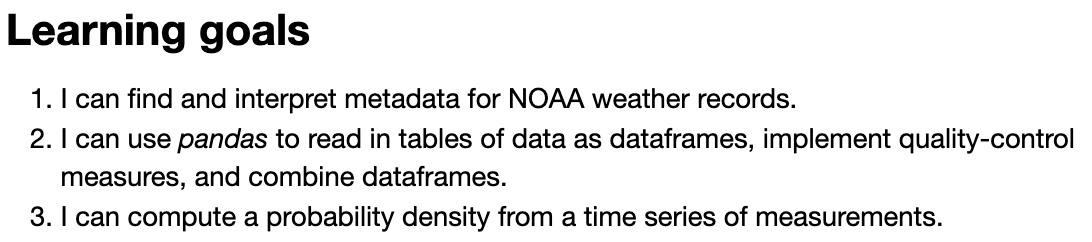 Learning goals
1. I can find and interpret metadata for NOAA weather records.
2. I can use pandas to read in tables of data as dataframes, implement quality-control
measures, and combine dataframes.
3. I can compute a probability density from a time series of measurements.